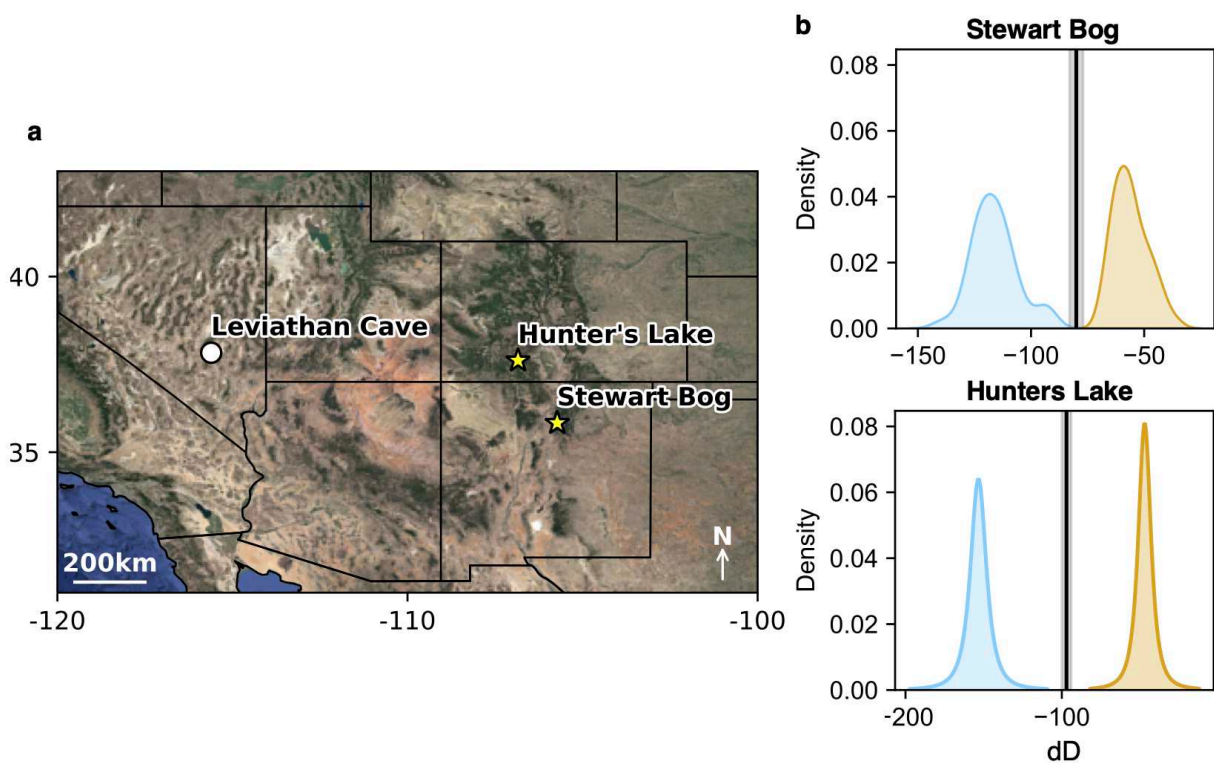 a
40
35
-120
-110
-100
Leviathan Cave
Hunter's Lake
Stewart Bog
200km
N
b
Stewart Bog
0.08
0.06
0.04
0.02
0.00
Density
−150
−100
−50
Hunters Lake
0.08
0.06
0.04
0.02
0.00
Density
-200
−100
dD